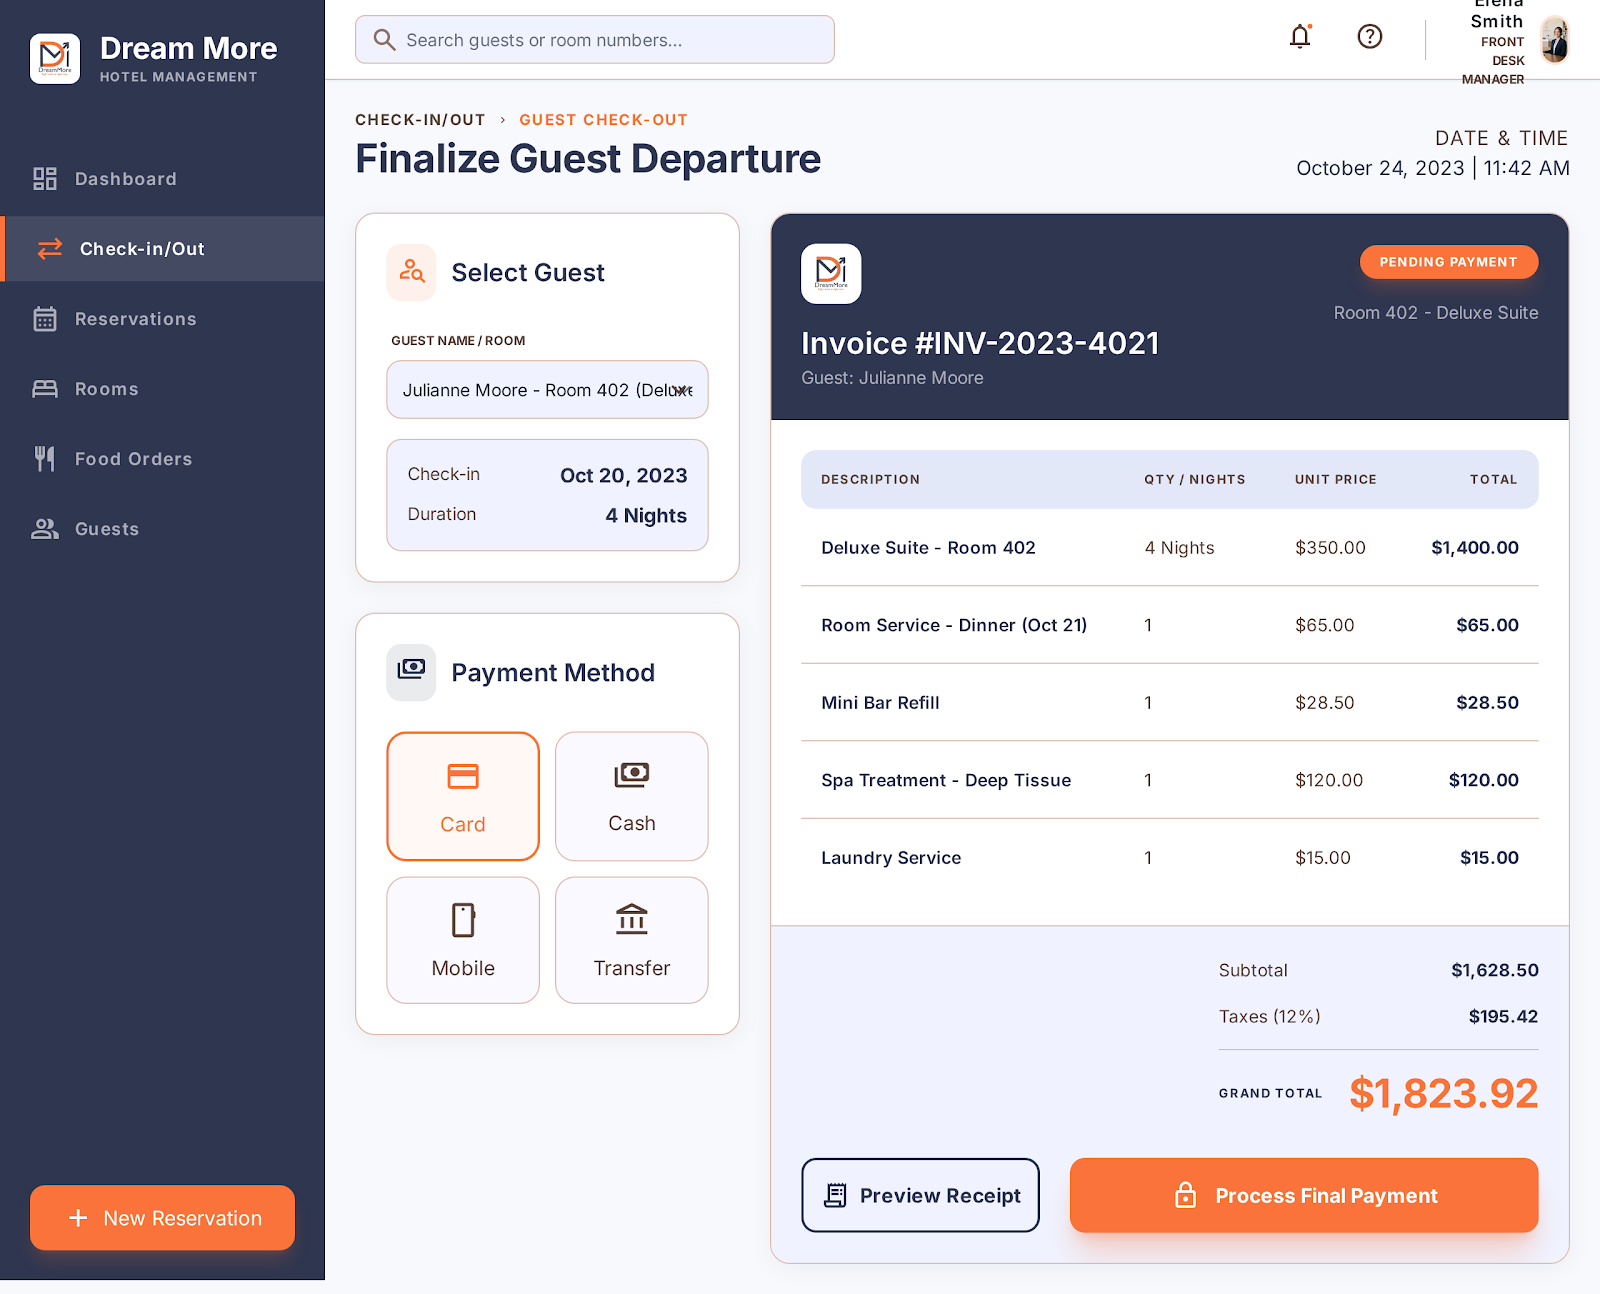 Dream More
HOTEL MANAGEMENT
Dashboard
Check-in/Out
Reservations
Rooms
Food Orders
Guests
+ New Reservation
Search guests or room numbers...
Elena
Smith
FRONT
DESK
MANAGER
CHECK-IN/OUT › GUEST CHECK-OUT
Finalize Guest Departure
DATE & TIME
October 24, 2023 | 11:42 AM
Select Guest
GUEST NAME / ROOM
Julianne Moore - Room 402 (Deluxe
Check-in Oct 20, 2023
Duration 4 Nights
Payment Method
Card
Cash
Mobile
Transfer
DreamMore
PENDING PAYMENT
Room 402 - Deluxe Suite
Invoice #INV-2023-4021
Guest: Julianne Moore
DESCRIPTION QTY / NIGHTS UNIT PRICE TOTAL
Deluxe Suite - Room 402 4 Nights $350.00 $1,400.00
Room Service - Dinner (Oct 21) 1 $65.00 $65.00
Mini Bar Refill 1 $28.50 $28.50
Spa Treatment - Deep Tissue 1 $120.00 $120.00
Laundry Service 1 $15.00 $15.00
Subtotal $1,628.50
Taxes (12%) $195.42
GRAND TOTAL $1,823.92
Preview Receipt
Process Final Payment